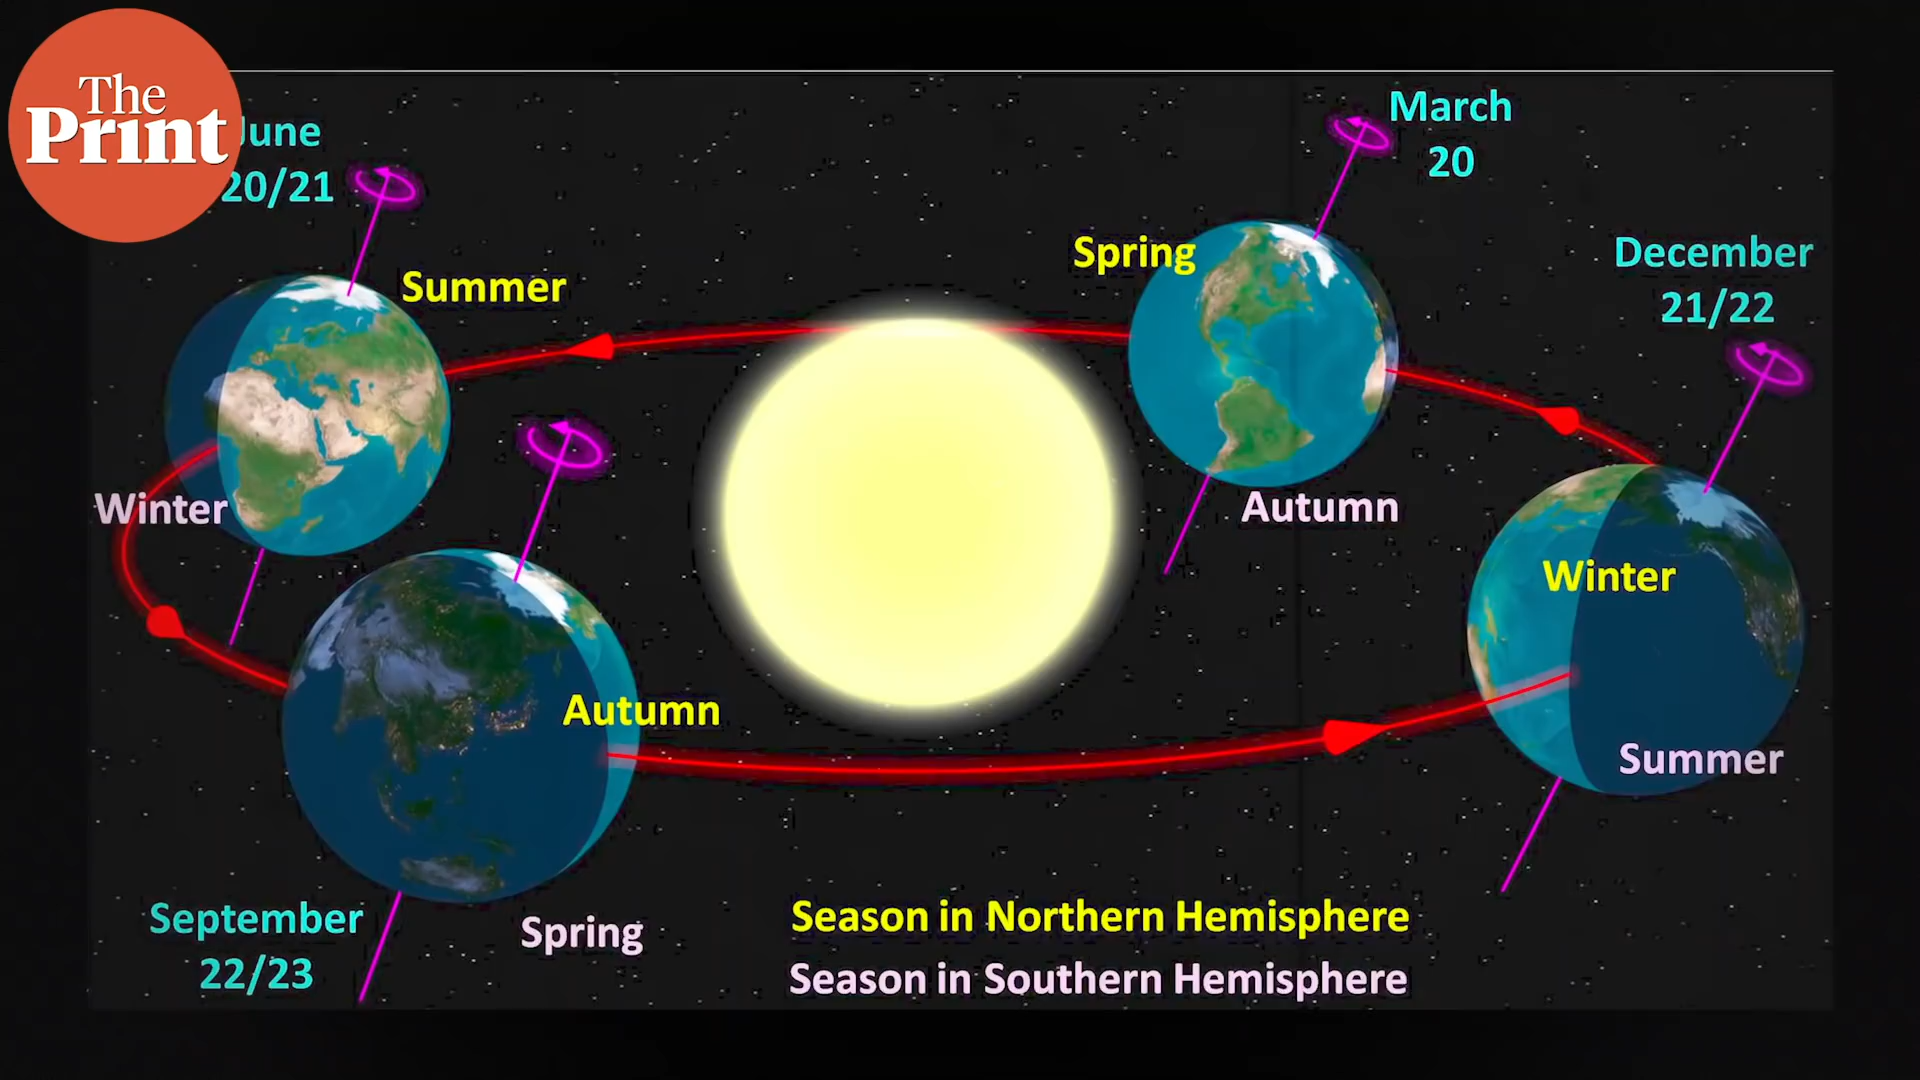 The
Print
June
20/21
March
20
Spring
December
21/22
Summer
Winter
Autumn
Winter
Autumn
Summer
September
22/23
Spring
Season in Northern Hemisphere
Season in Southern Hemisphere